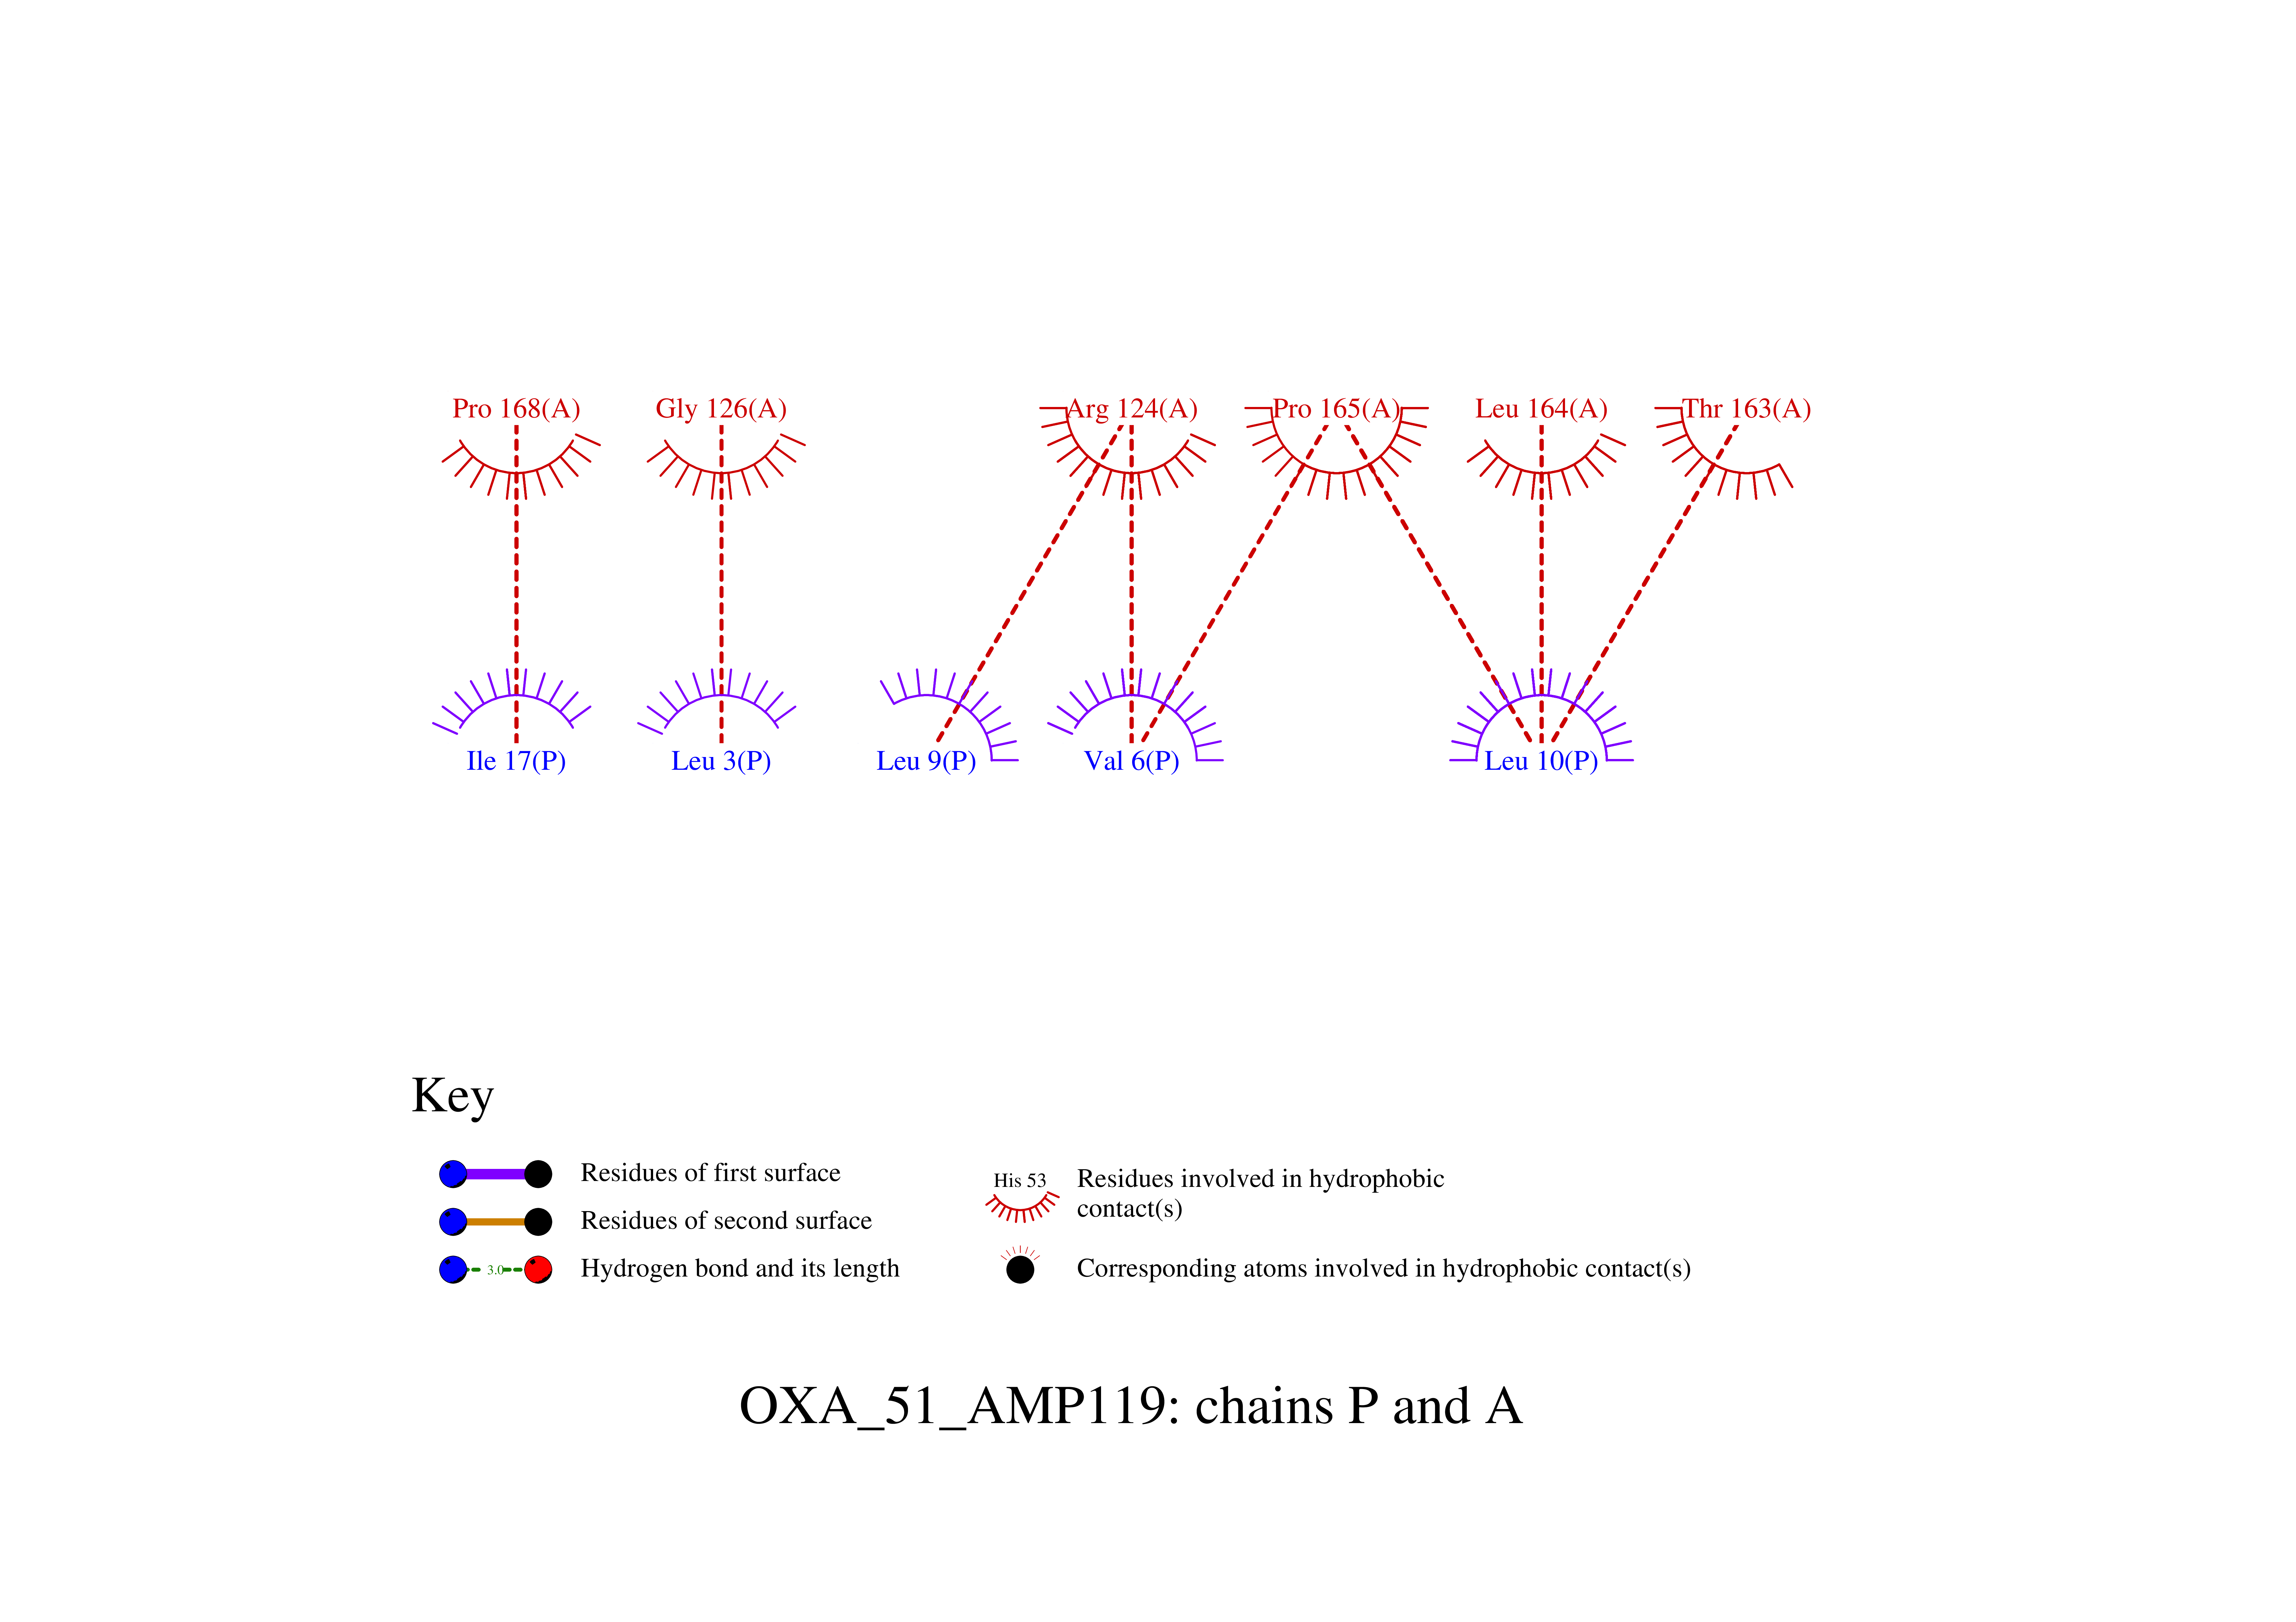 Pro 168(A) Gly 126(A) Arg 124(A) Pro 165(A) Leu 164(A) Thr 163(A)
Ile 17(P) Leu 3(P) Leu 9(P) Val 6(P) Leu 10(P)
Key
Residues of first surface
Residues of second surface
3.0 Hydrogen bond and its length
His 53 Residues involved in hydrophobic
contact(s)
Corresponding atoms involved in hydrophobic contact(s)
OXA_51_AMP119: chains P and A